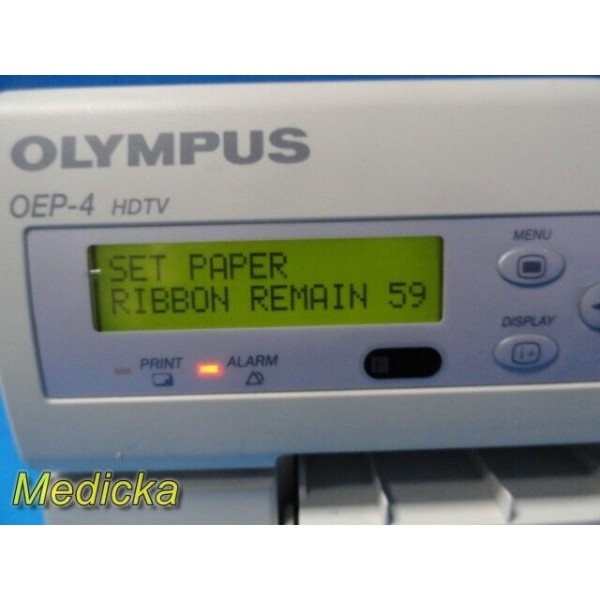 OLYMPUS
OEP-4 HDTV
MENU
SET PAPER
RIBBON REMAIN 59
DISPLAY
PRINT
ALARM
Medicka